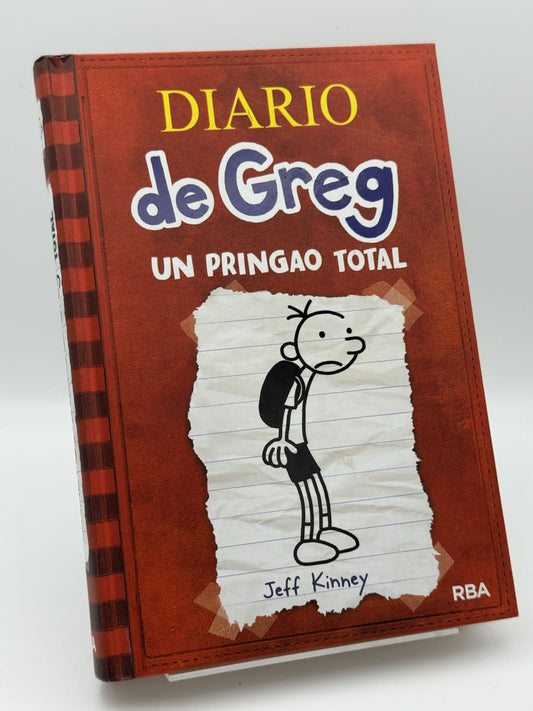 DIARIO
de Greg
UN PRINGAO TOTAL
Jeff Kinney
RBA